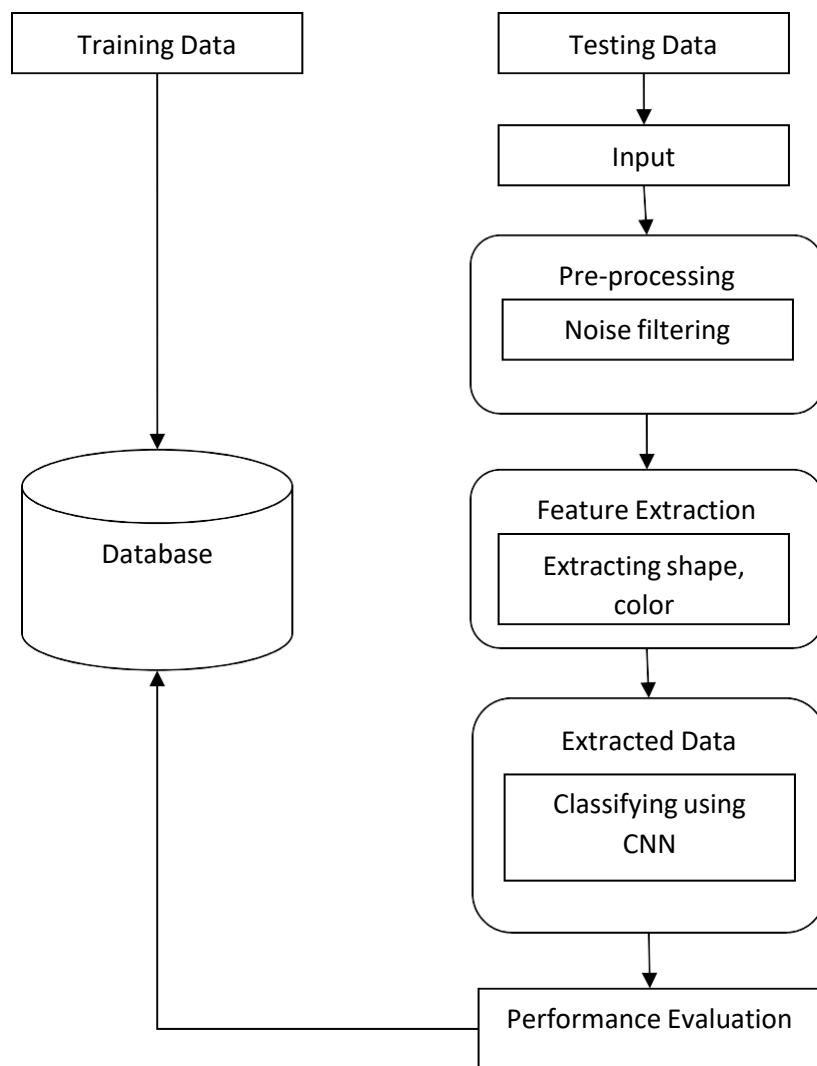 Training Data
Testing Data
Input
Pre-processing
Noise filtering
Feature Extraction
Extracting shape,
color
Database
Extracted Data
Classifying using
CNN
Performance Evaluation